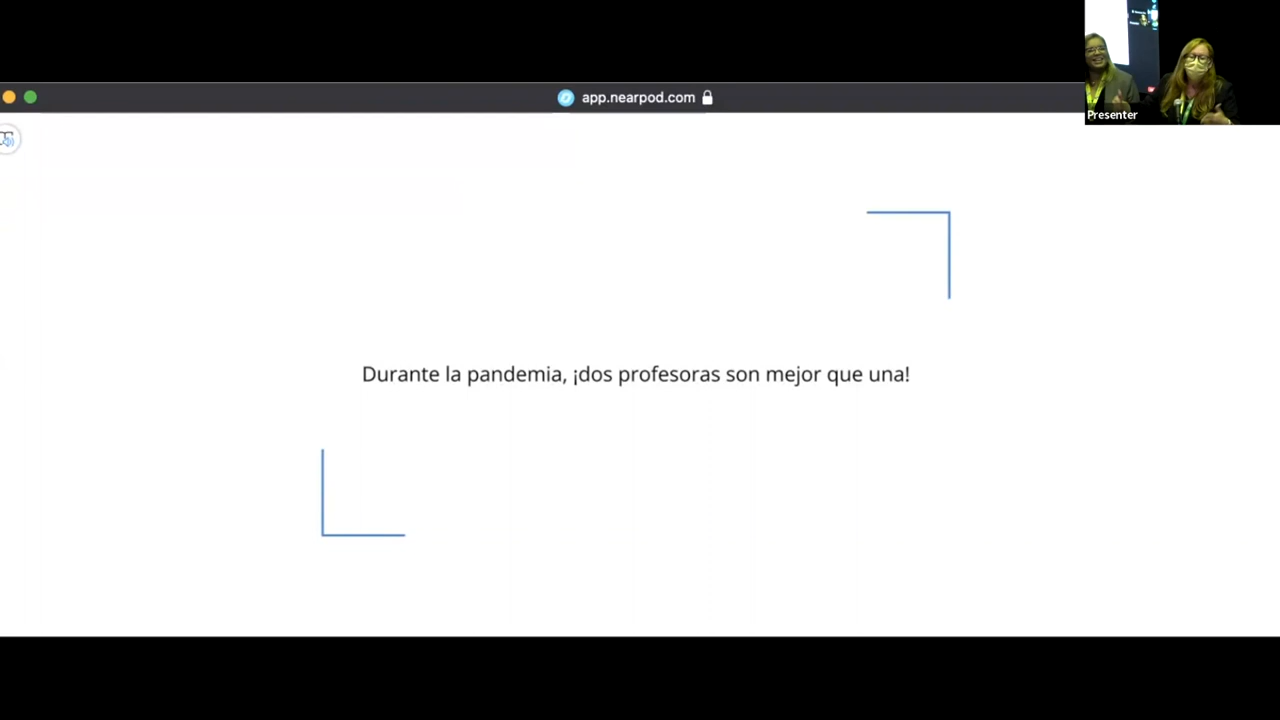 app.nearpod.com
Presenter
Durante la pandemia, ¡dos profesoras son mejor que una!